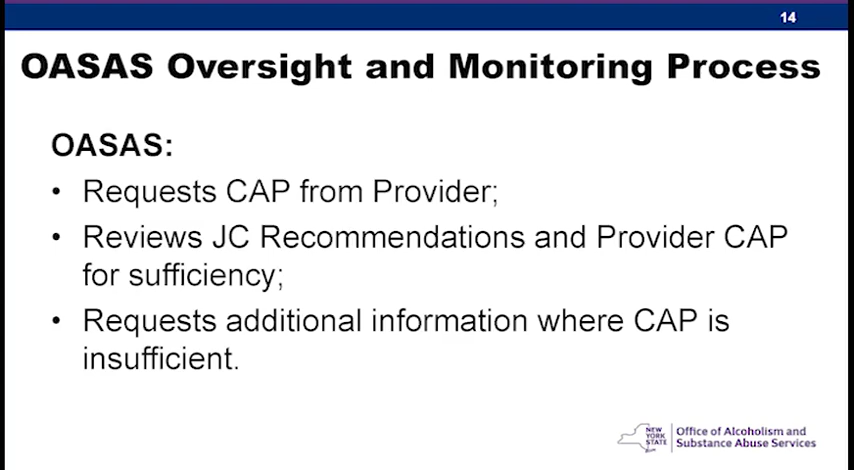 14
OASAS Oversight and Monitoring Process
OASAS:
• Requests CAP from Provider;
• Reviews JC Recommendations and Provider CAP
for sufficiency;
• Requests additional information where CAP is
insufficient.
NEW
YORK
STATE
Office of Alcoholism and
Substance Abuse Services